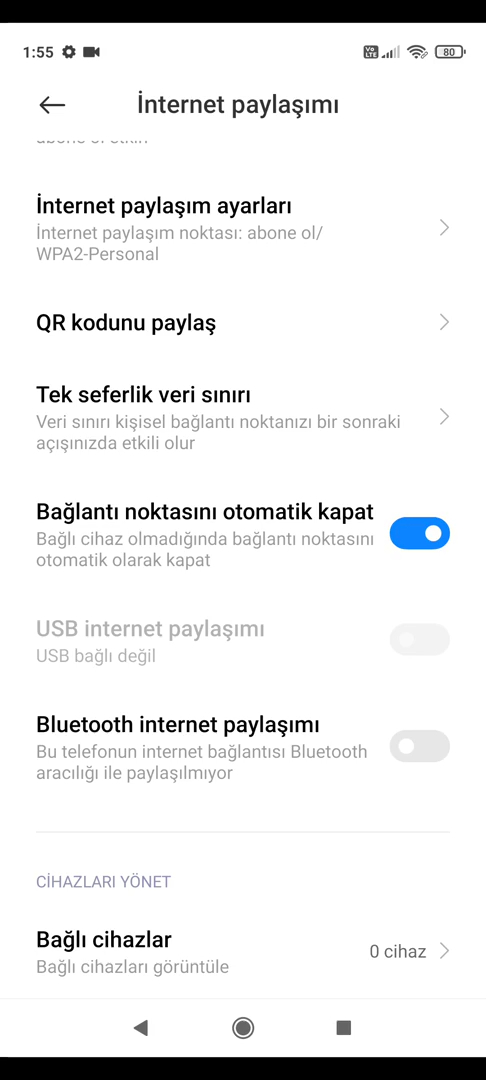 1:55
Vo LTE
80
İnternet paylaşımı
İnternet paylaşım ayarları
İnternet paylaşım noktası: abone ol/
WPA2-Personal
QR kodunu paylaş
Tek seferlik veri sınırı
Veri sınırı kişisel bağlantı noktanızı bir sonraki
açışınızda etkili olur
Bağlantı noktasını otomatik kapat
Bağlı cihaz olmadığında bağlantı noktasını
otomatik olarak kapat
USB internet paylaşımı
USB bağlı değil
Bluetooth internet paylaşımı
Bu telefonun internet bağlantısı Bluetooth
aracılığı ile paylaşılmıyor
CİHAZLARI YÖNET
Bağlı cihazlar
0 cihaz
Bağlı cihazları görüntüle